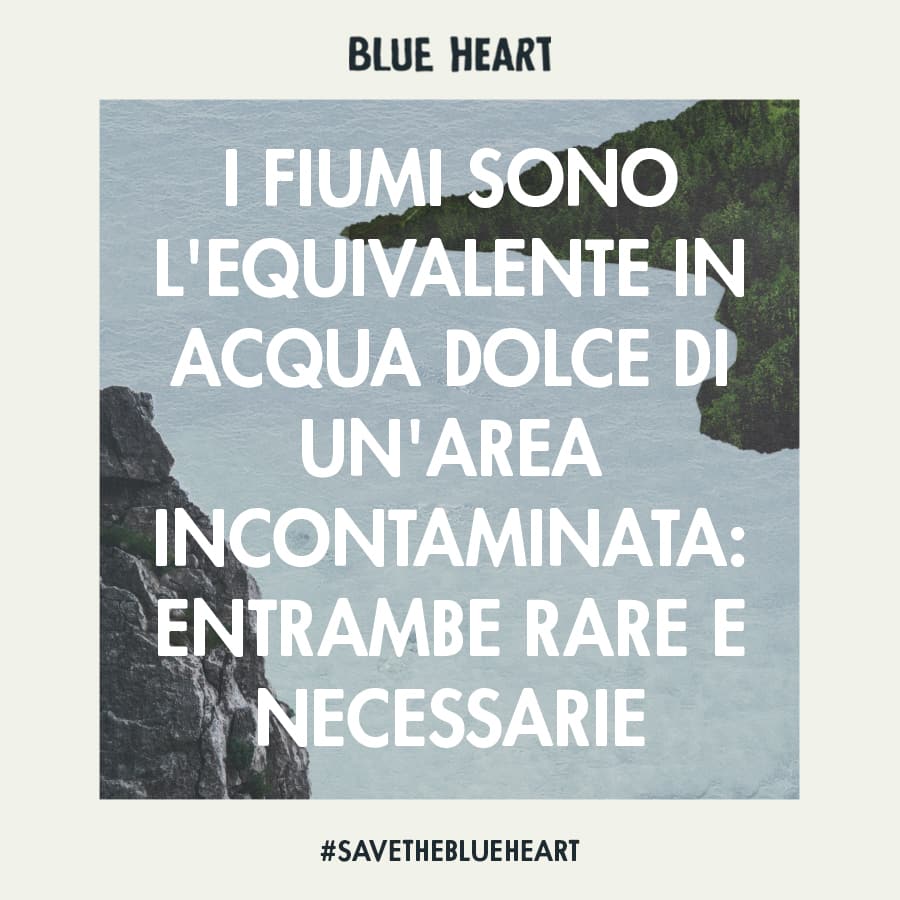 BLUE HEART
I FIUMI SONO
L'EQUIVALENTE IN
ACQUA DOLCE DI
UN'AREA
INCONTAMINATA:
ENTRAMBE RARE E
NECESSARIE
#SAVETHEBLUEHEART